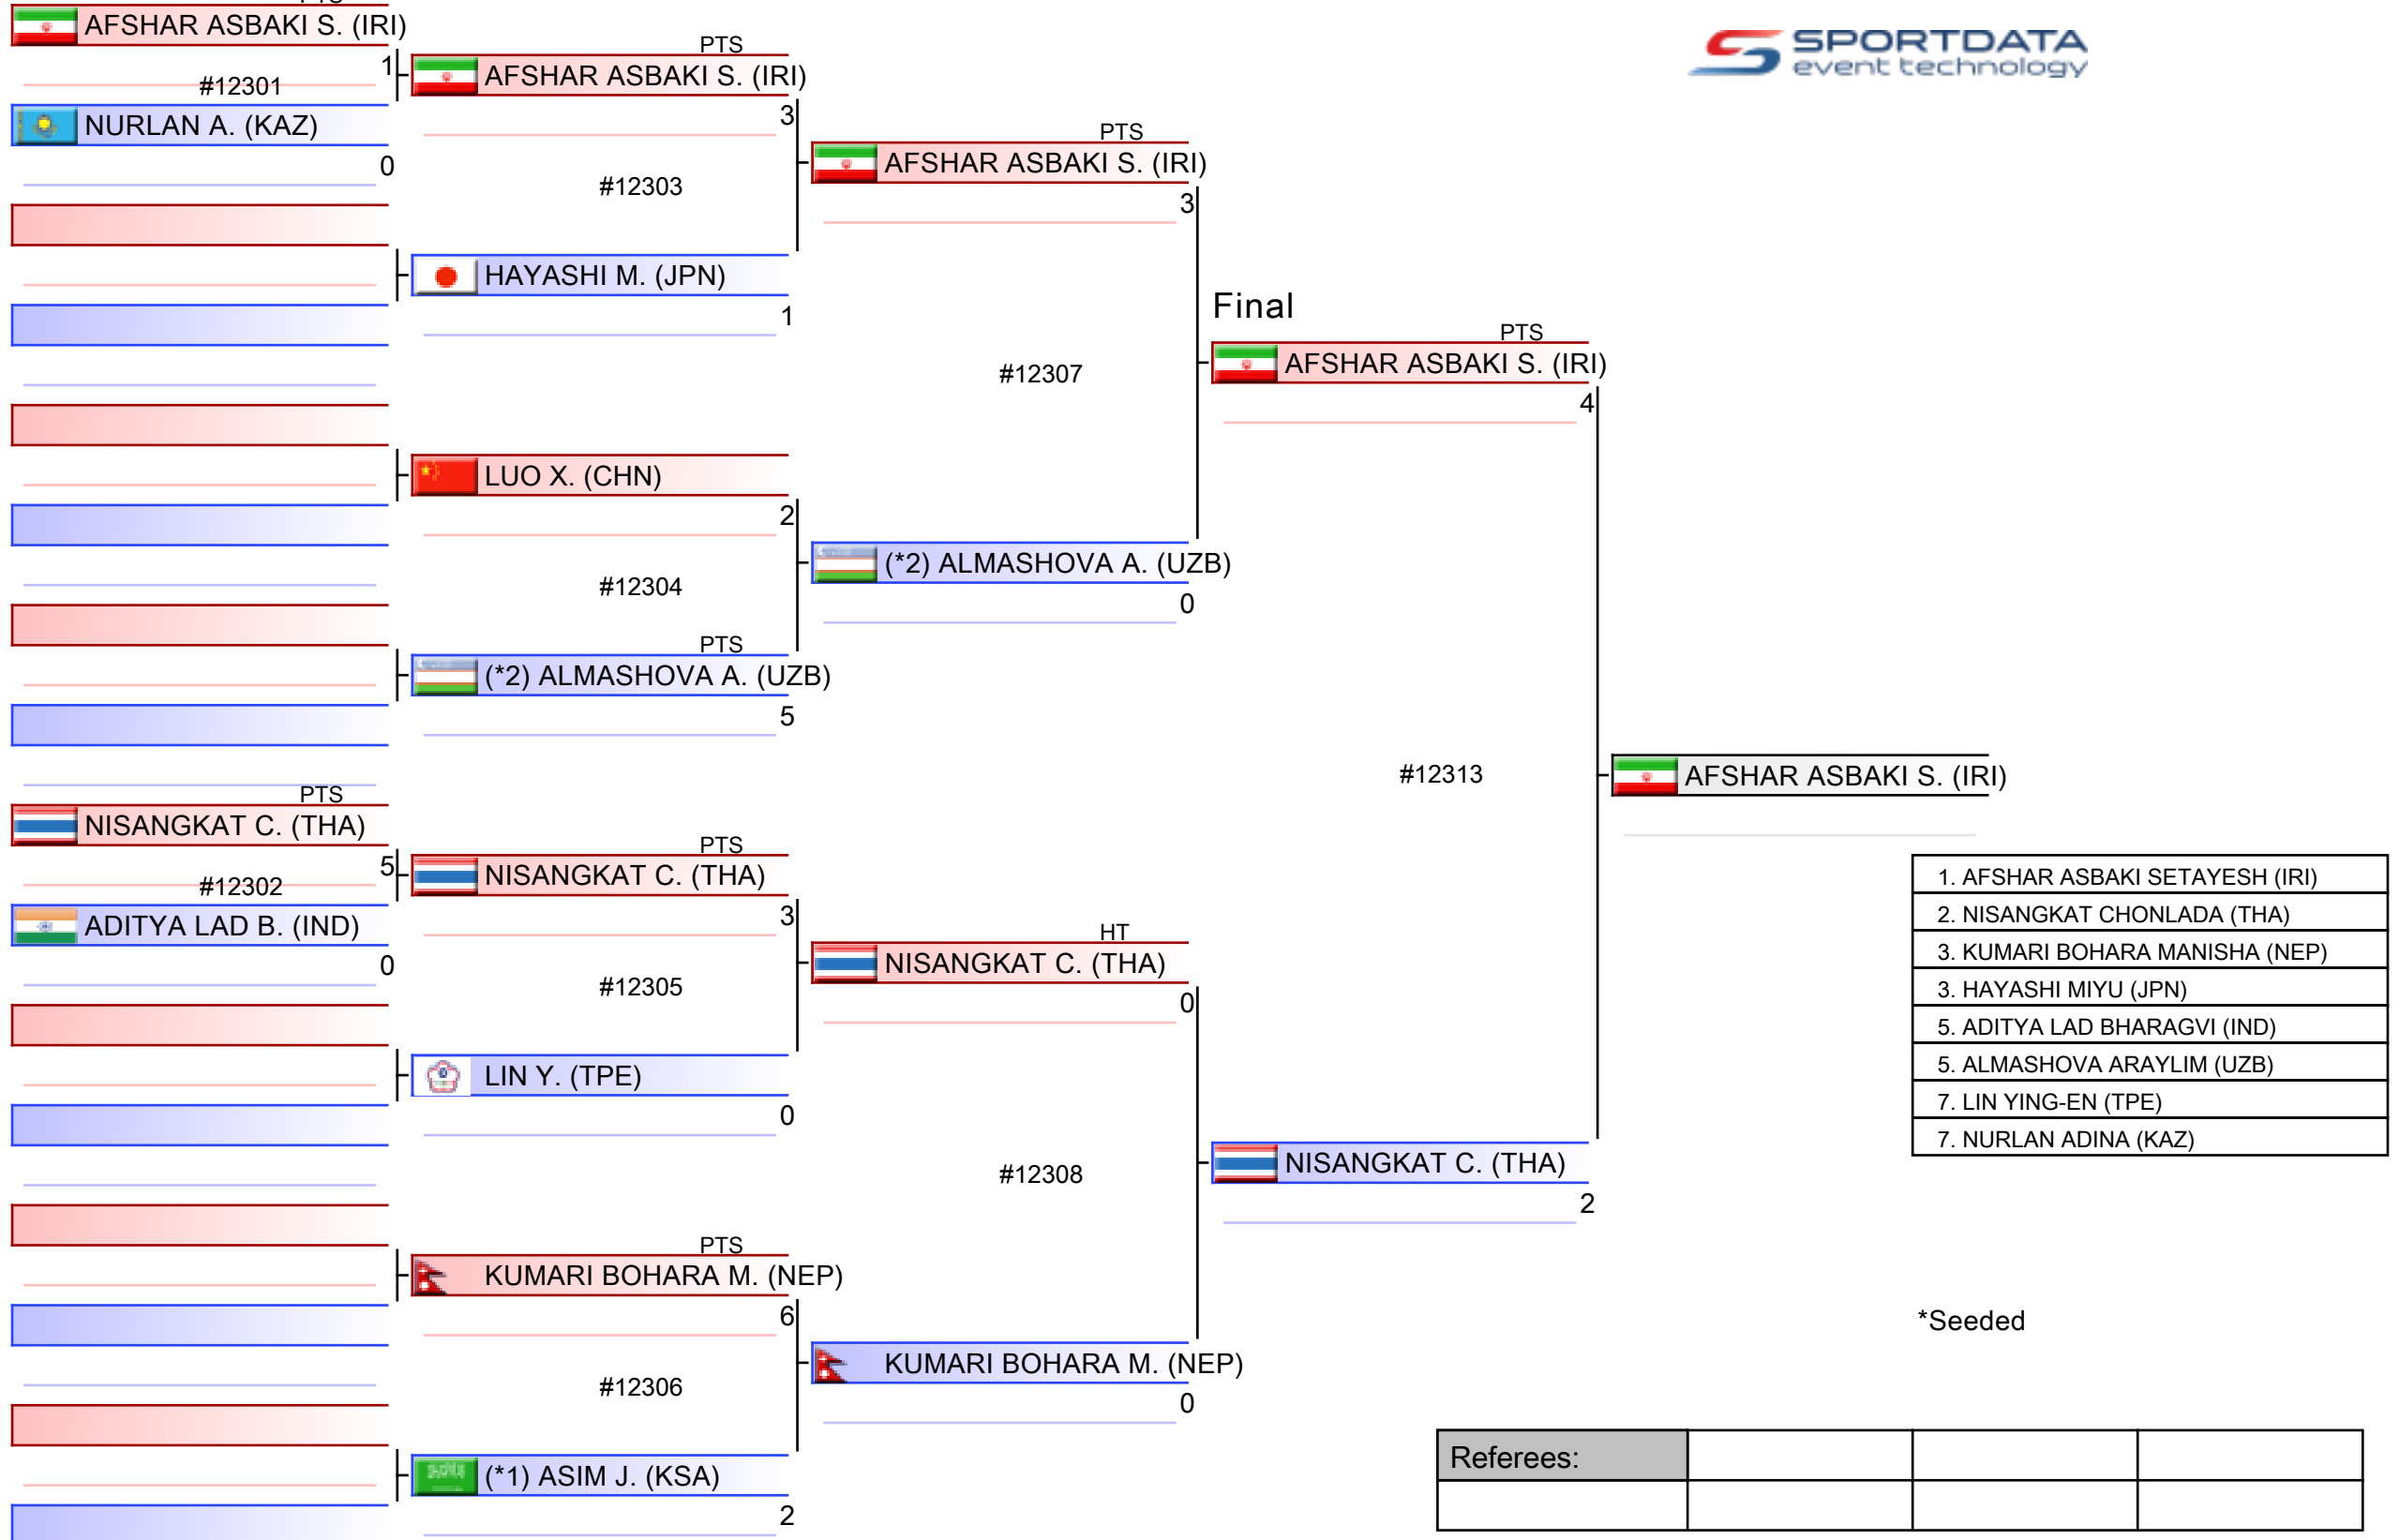 SPORTDATA
event technology
AFSHAR ASBAKI S. (IRI)
1
#12301
NURLAN A. (KAZ)
0
PTS
NISANGKAT C. (THA)
5
#12302
ADITYA LAD B. (IND)
0
PTS
AFSHAR ASBAKI S. (IRI)
3
#12303
HAYASHI M. (JPN)
1
LUO X. (CHN)
2
#12304
PTS
(*2) ALMASHOVA A. (UZB)
5
PTS
NISANGKAT C. (THA)
3
#12305
LIN Y. (TPE)
0
PTS
KUMARI BOHARA M. (NEP)
6
#12306
(*1) ASIM J. (KSA)
2
PTS
AFSHAR ASBAKI S. (IRI)
3
#12307
(*2) ALMASHOVA A. (UZB)
0
HT
NISANGKAT C. (THA)
0
#12308
KUMARI BOHARA M. (NEP)
0
Final
PTS
AFSHAR ASBAKI S. (IRI)
4
#12313
NISANGKAT C. (THA)
2
AFSHAR ASBAKI S. (IRI)
1. AFSHAR ASBAKI SETAYESH (IRI)
2. NISANGKAT CHONLADA (THA)
3. KUMARI BOHARA MANISHA (NEP)
3. HAYASHI MIYU (JPN)
5. ADITYA LAD BHARAGVI (IND)
5. ALMASHOVA ARAYLIM (UZB)
7. LIN YING-EN (TPE)
7. NURLAN ADINA (KAZ)
*Seeded
Referees: